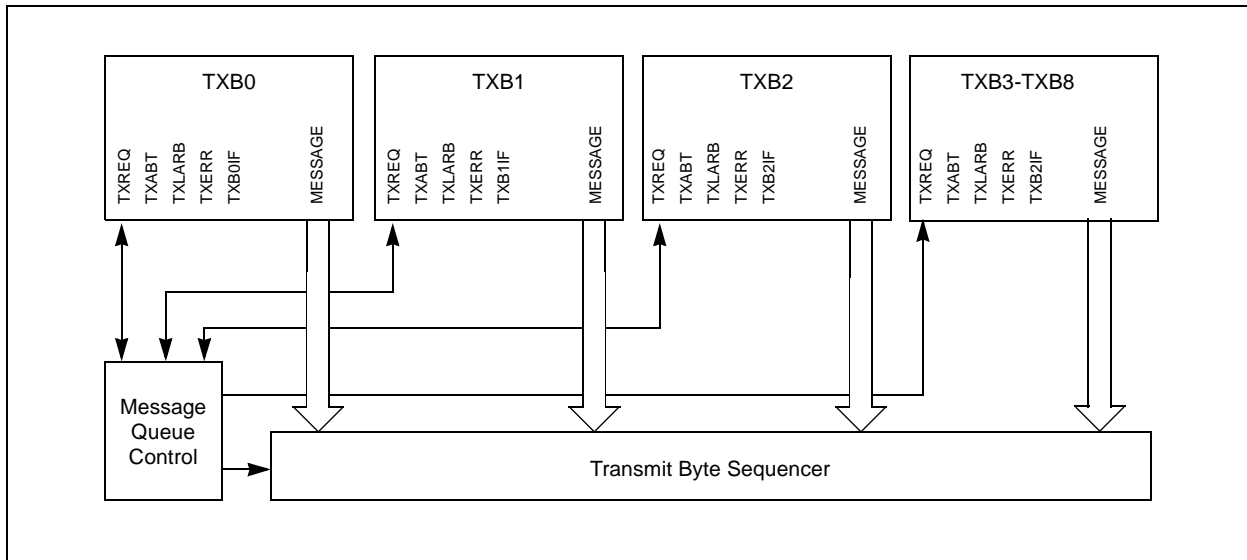 TXB0
TXREQ
TXABT
TXLARB
TXERR
TXB0IF
MESSAGE
TXB1
TXREQ
TXABT
TXLARB
TXERR
TXB1IF
MESSAGE
TXB2
TXREQ
TXABT
TXLARB
TXERR
TXB2IF
MESSAGE
TXB3-TXB8
TXREQ
TXABT
TXLARB
TXERR
TXB2IF
MESSAGE
Message
Queue
Control
Transmit Byte Sequencer